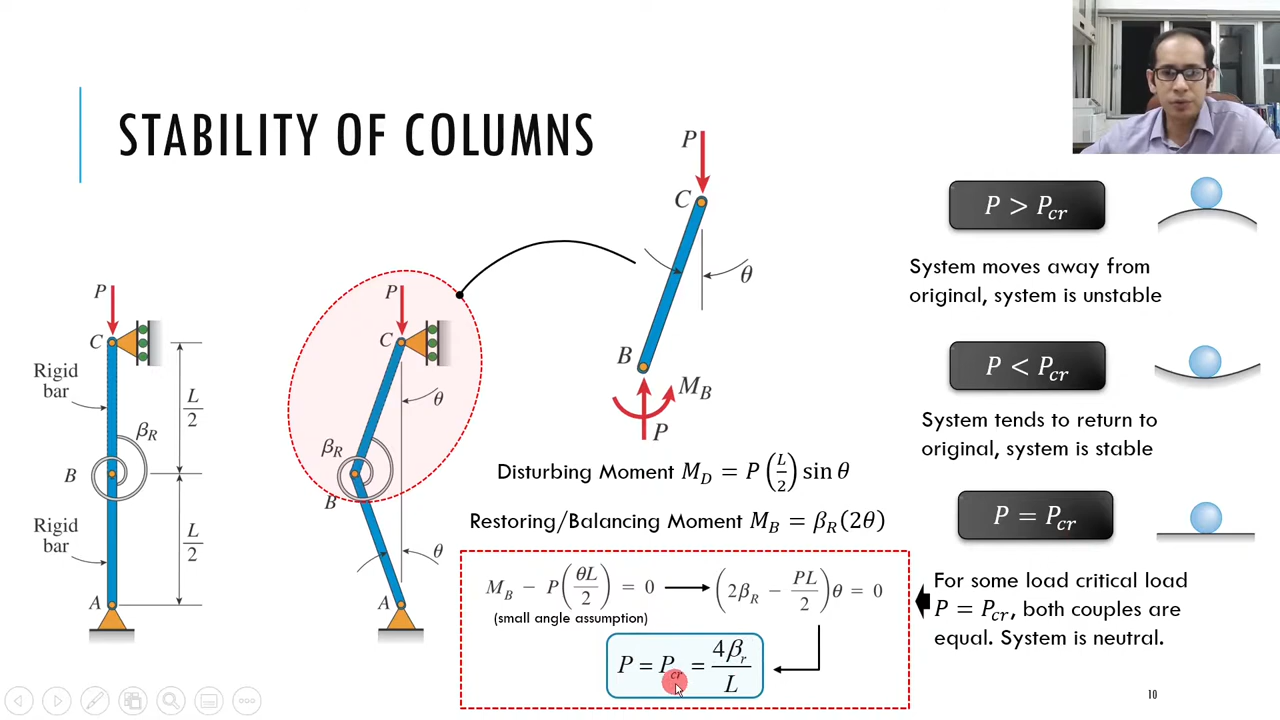 STABILITY OF COLUMNS
P
C
Rigid
bar
L/2
β_R
B
Rigid
bar
L/2
A
P
C
θ
β_R
B
θ
A
P
C
θ
B
M_B
P
Disturbing Moment M_D = P (L/2) sin θ
Restoring/Balancing Moment M_B = β_R(2θ)
M_B − P(θL/2) = 0
(small angle assumption)
(2β_R − PL/2)θ = 0
P = P_cr = 4β_r/L
P > P_cr
System moves away from
original, system is unstable
P < P_cr
System tends to return to
original, system is stable
P = P_cr
For some load critical load
P = P_cr, both couples are
equal. System is neutral.
10